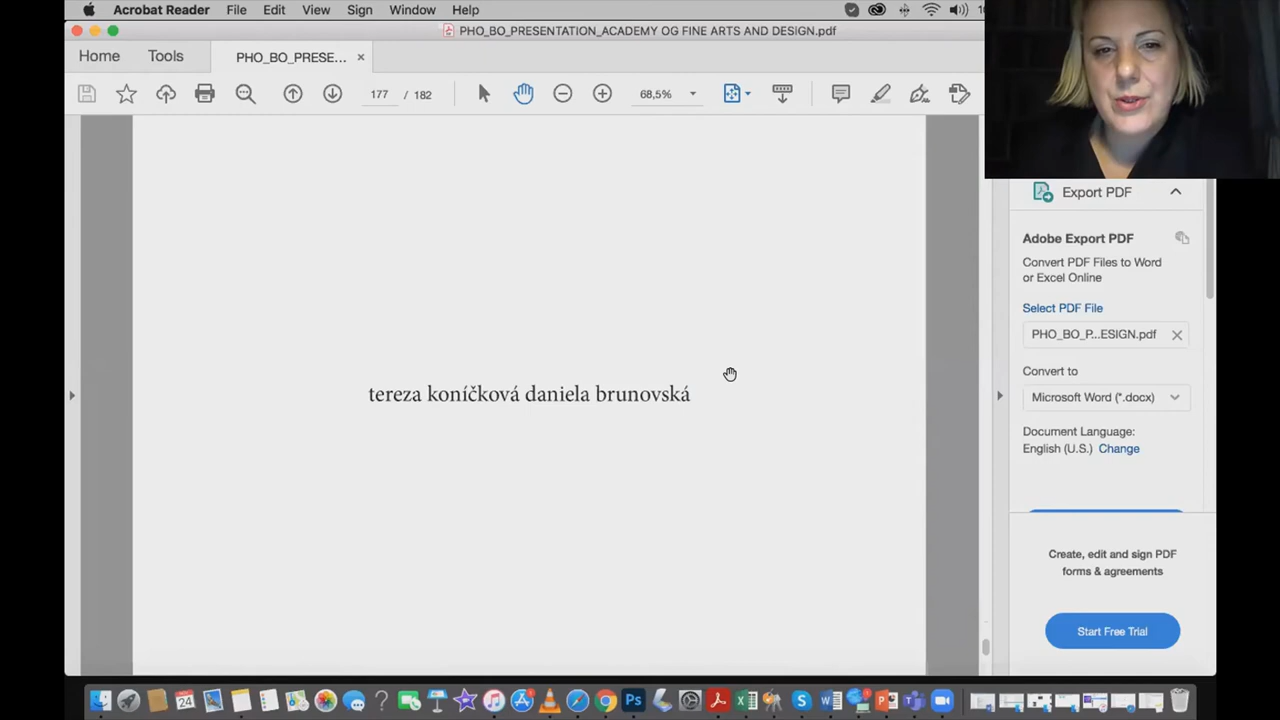 Acrobat Reader File Edit View Sign Window Help
PHO_BO_PRESENTATION_ACADEMY OG FINE ARTS AND DESIGN.pdf
Home Tools PHO_BO_PRESE... ×
177 / 182 68,5%
Export PDF
Adobe Export PDF
Convert PDF Files to Word
or Excel Online
Select PDF File
PHO_BO_P...ESIGN.pdf
Convert to
Microsoft Word (*.docx)
Document Language:
English (U.S.) Change
tereza koníčková daniela brunovská
Create, edit and sign PDF
forms & agreements
Start Free Trial
24